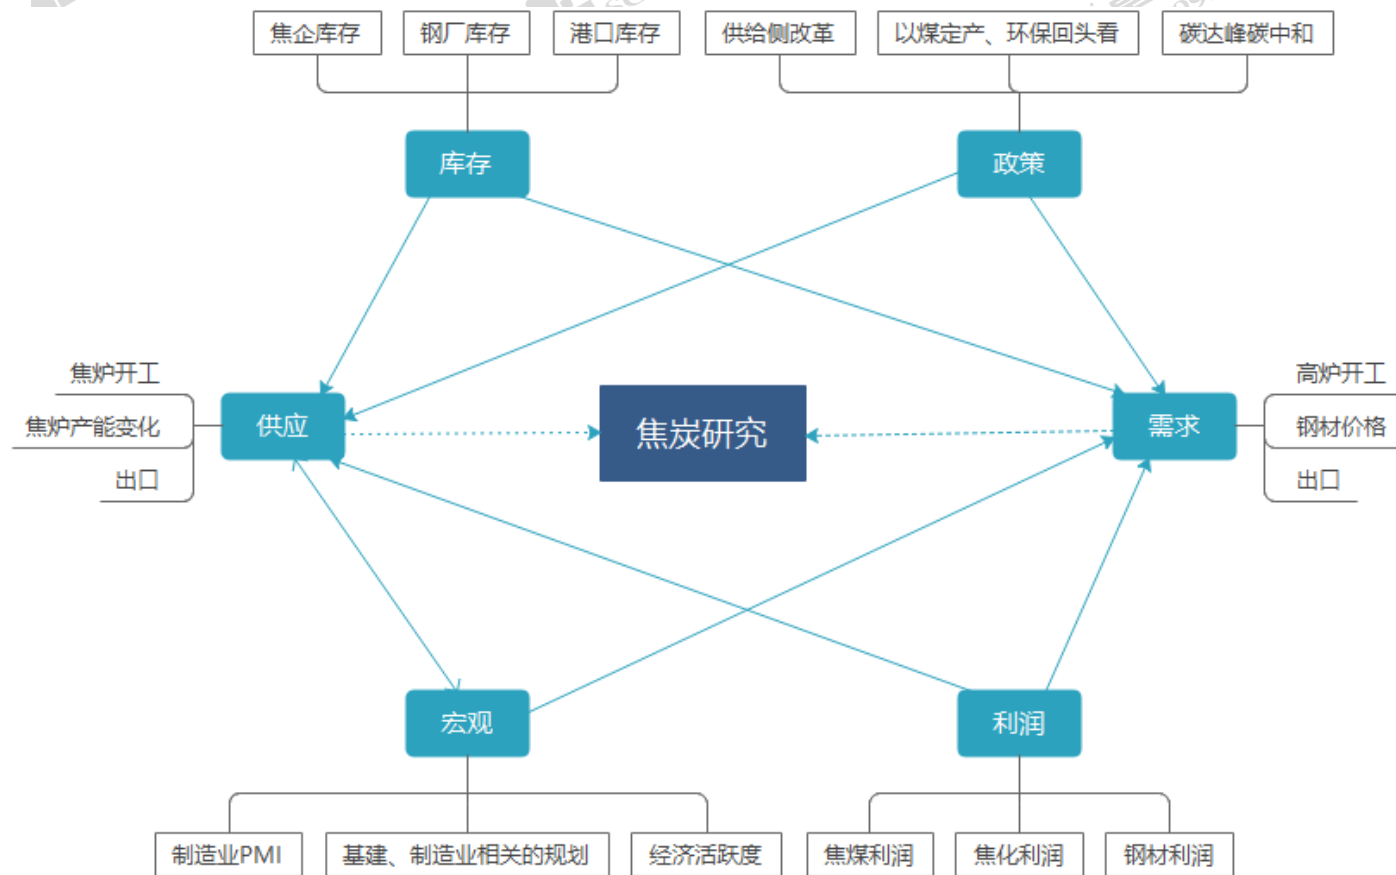 焦企库存
钢厂库存
港口库存
供给侧改革
以煤定产、环保回头看
碳达峰碳中和
库存
政策
焦炉开工
焦炉产能变化
出口
供应
焦炭研究
需求
高炉开工
钢材价格
出口
宏观
利润
制造业PMI
基建、制造业相关的规划
经济活跃度
焦煤利润
焦化利润
钢材利润